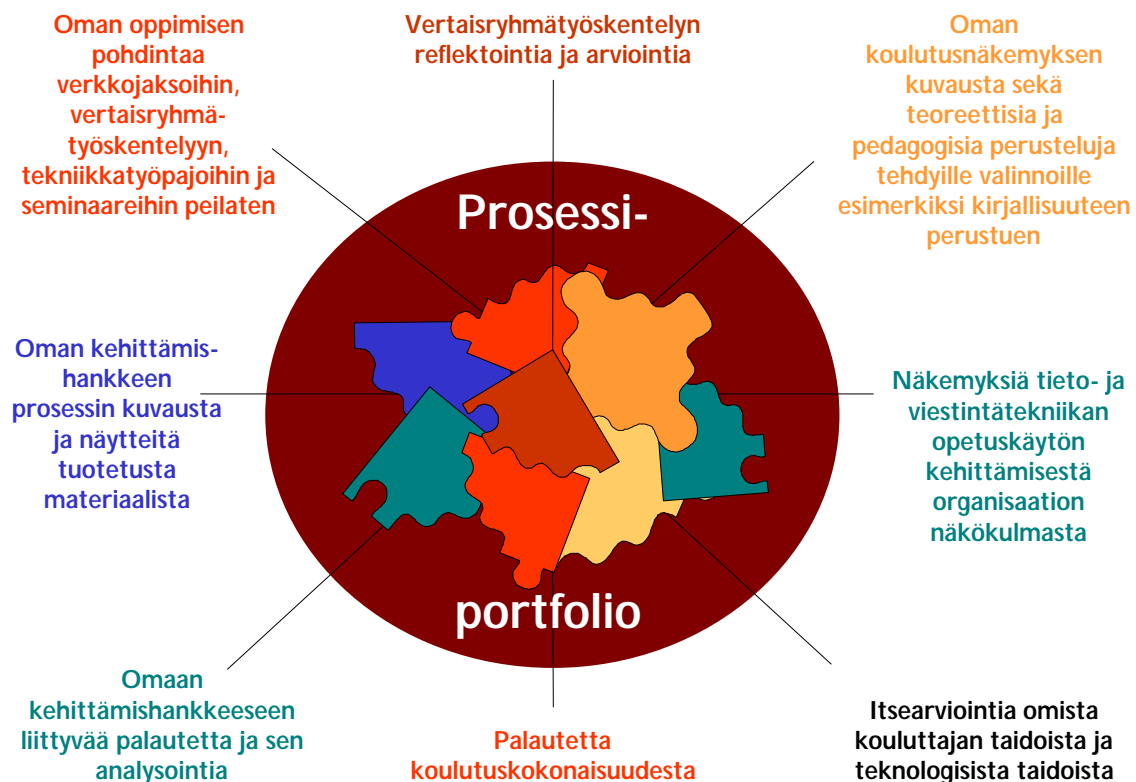 Oman oppimisen
pohdintaa
verkkojaksoihin,
vertaisryhmä-
työskentelyyn,
tekniikkatyöpajoihin ja
seminaareihin peilaten
Vertaisryhmätyöskentelyn
reflektointia ja arviointia
Oman
koulutusnäkemyksen
kuvausta sekä
teoreettisia ja
pedagogisia perusteluja
tehdyille valinnoille
esimerkiksi kirjallisuuteen
perustuen
Prosessi-
Oman kehittämis-
hankkeen
prosessin kuvausta
ja näytteitä
tuotetusta
materiaalista
Näkemyksiä tieto- ja
viestintätekniikan
opetuskäytön
kehittämisestä
organisaation
näkökulmasta
portfolio
Omaan
kehittämishankkeeseen
liittyvää palautetta ja sen
analysointia
Palautetta
koulutuskokonaisuudesta
Itsearviointia omista
kouluttajan taidoista ja
teknologisista taidoista